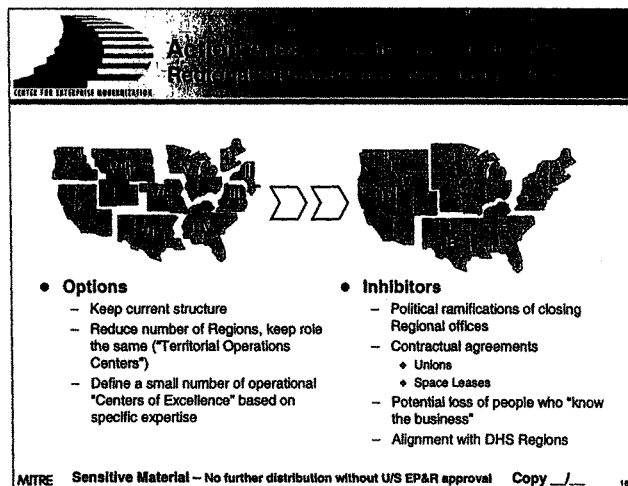 CENTER FOR ENTERPRISE MODERNIZATION
Regional
• Options
– Keep current structure
– Reduce number of Regions, keep role
the same ("Territorial Operations
Centers")
– Define a small number of operational
"Centers of Excellence" based on
specific expertise
• Inhibitors
– Political ramifications of closing
Regional offices
– Contractual agreements
◆ Unions
◆ Space Leases
– Potential loss of people who "know
the business"
– Alignment with DHS Regions
MITRE Sensitive Material – No further distribution without U/S EP&R approval Copy __/__